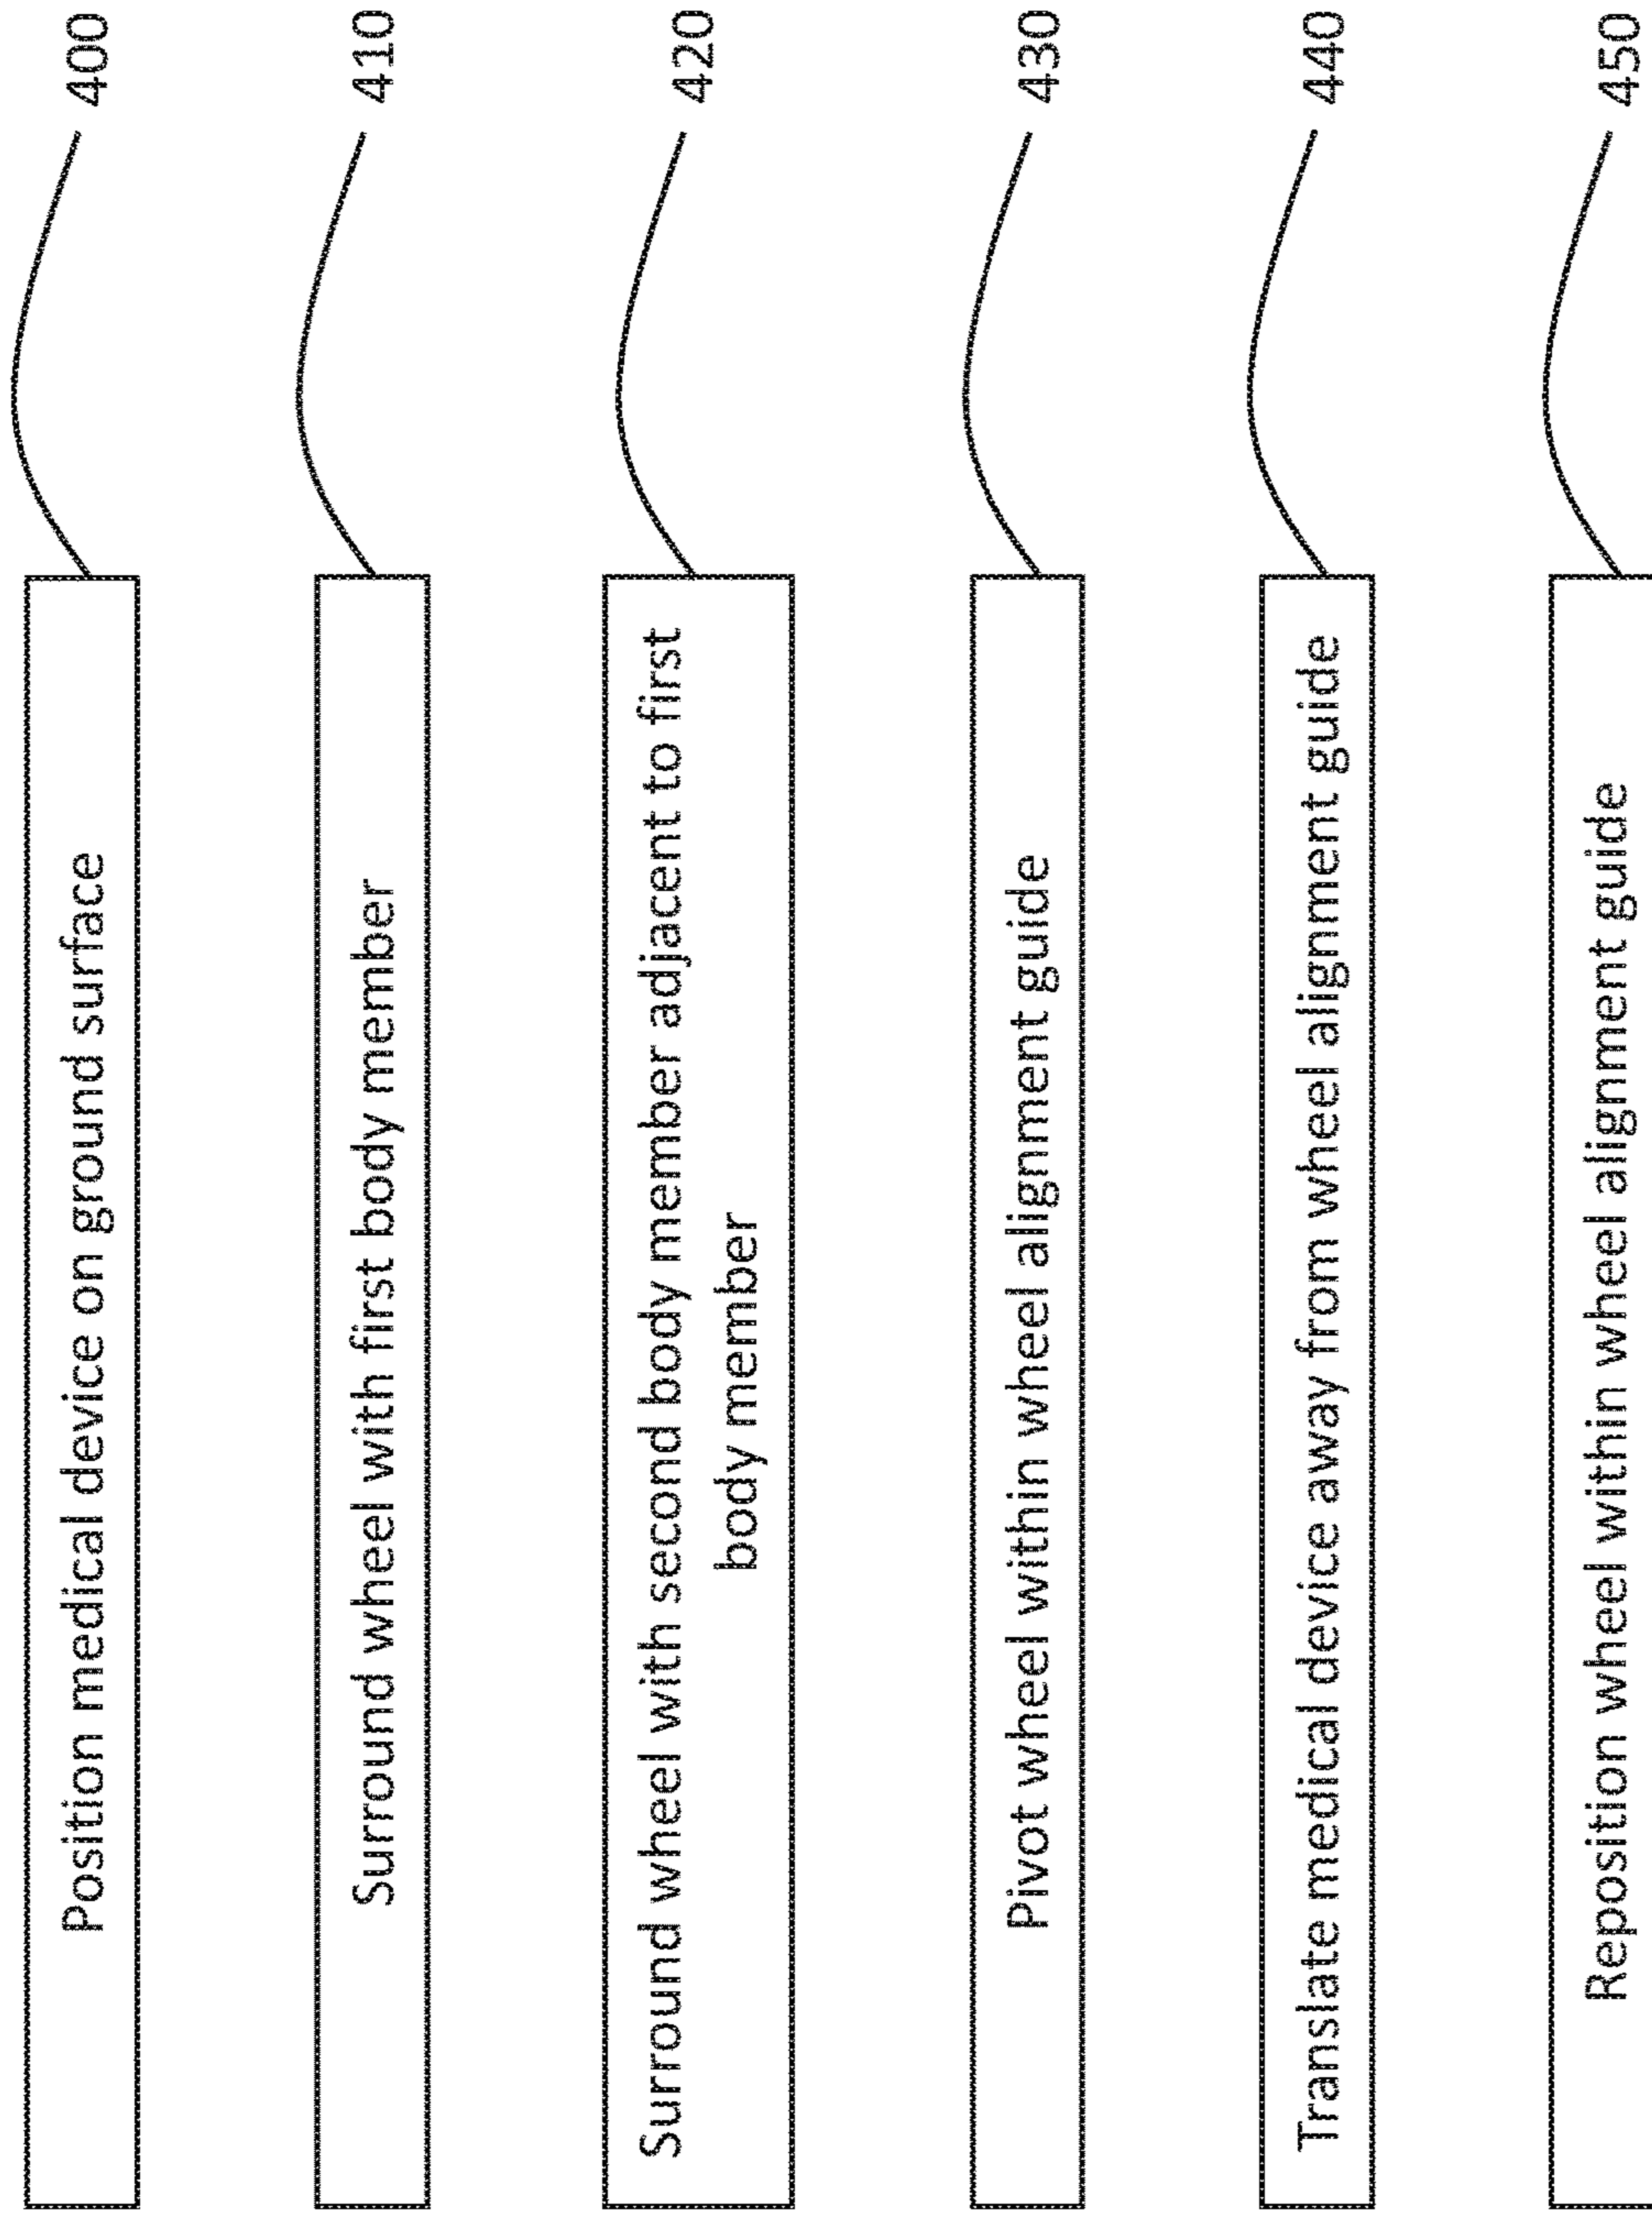 Position medical device on ground surface
400
Surround wheel with first body member
410
Surround wheel with second body member adjacent to first
body member
420
Pivot wheel within wheel alignment guide
430
Translate medical device away from wheel alignment guide
440
Reposition wheel within wheel alignment guide
450